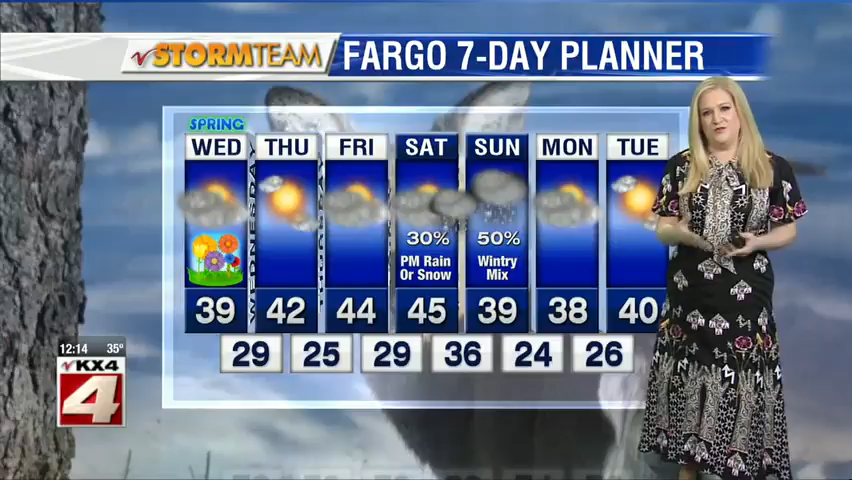 STORMTEAM FARGO 7-DAY PLANNER
SPRING
WED THU FRI SAT SUN MON TUE
WEDNESDAY THURSDAY
30% 50%
PM Rain Wintry
Or Snow Mix
39 42 44 45 39 38 40
29 25 29 36 24 26
12:14 35°
KX4
4